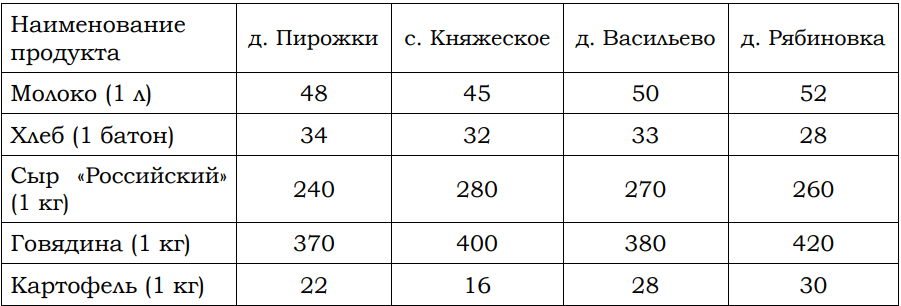 Наименование продукта д. Пирожки с. Княжеское д. Васильево д. Рябиновка
Молоко (1 л) 48 45 50 52
Хлеб (1 батон) 34 32 33 28
Сыр «Российский» (1 кг) 240 280 270 260
Говядина (1 кг) 370 400 380 420
Картофель (1 кг) 22 16 28 30